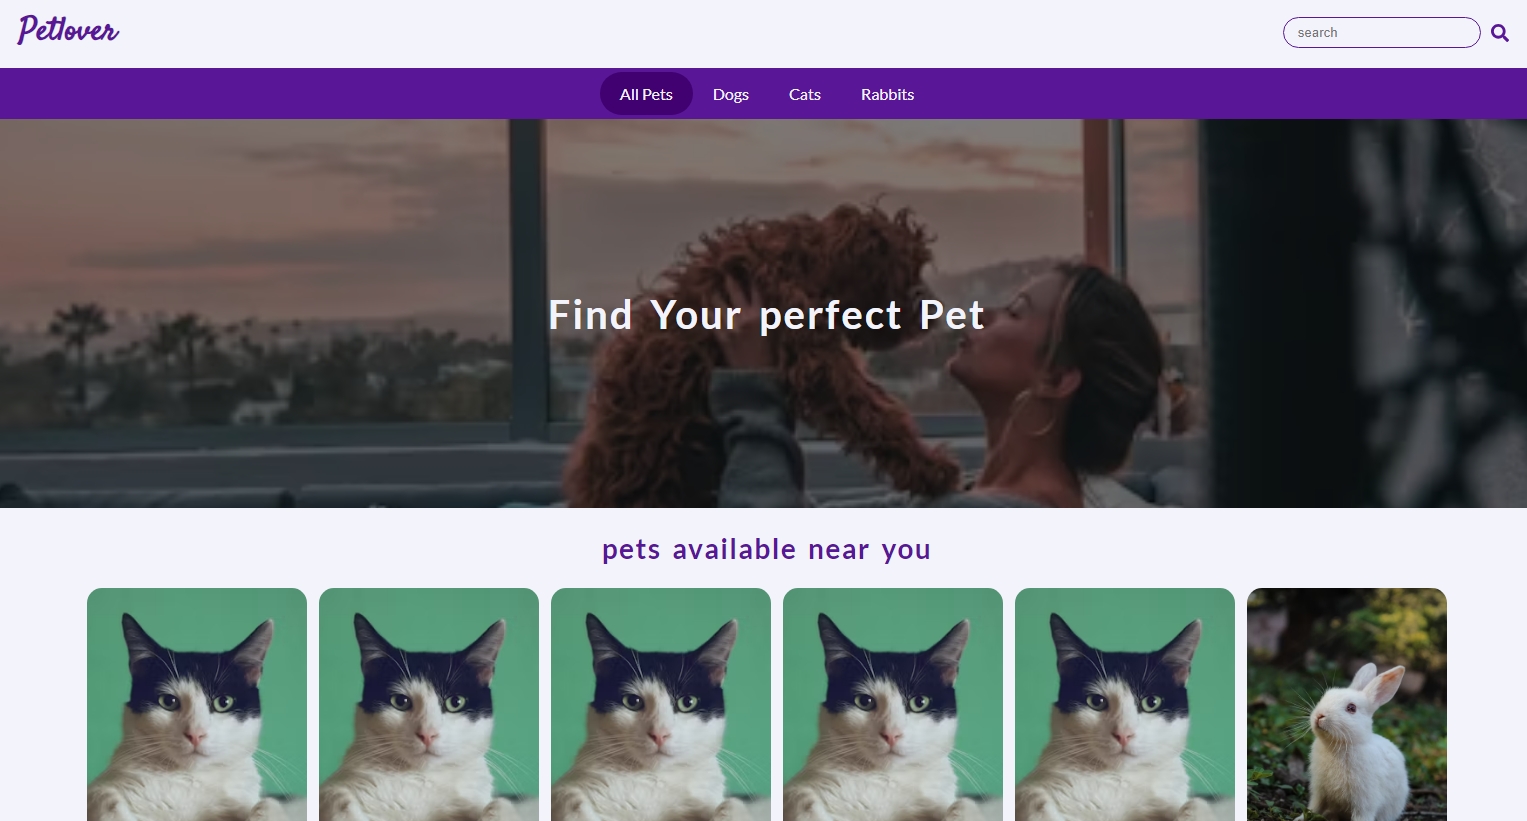 Petlover
search
All Pets Dogs Cats Rabbits
Find Your perfect Pet
pets available near you